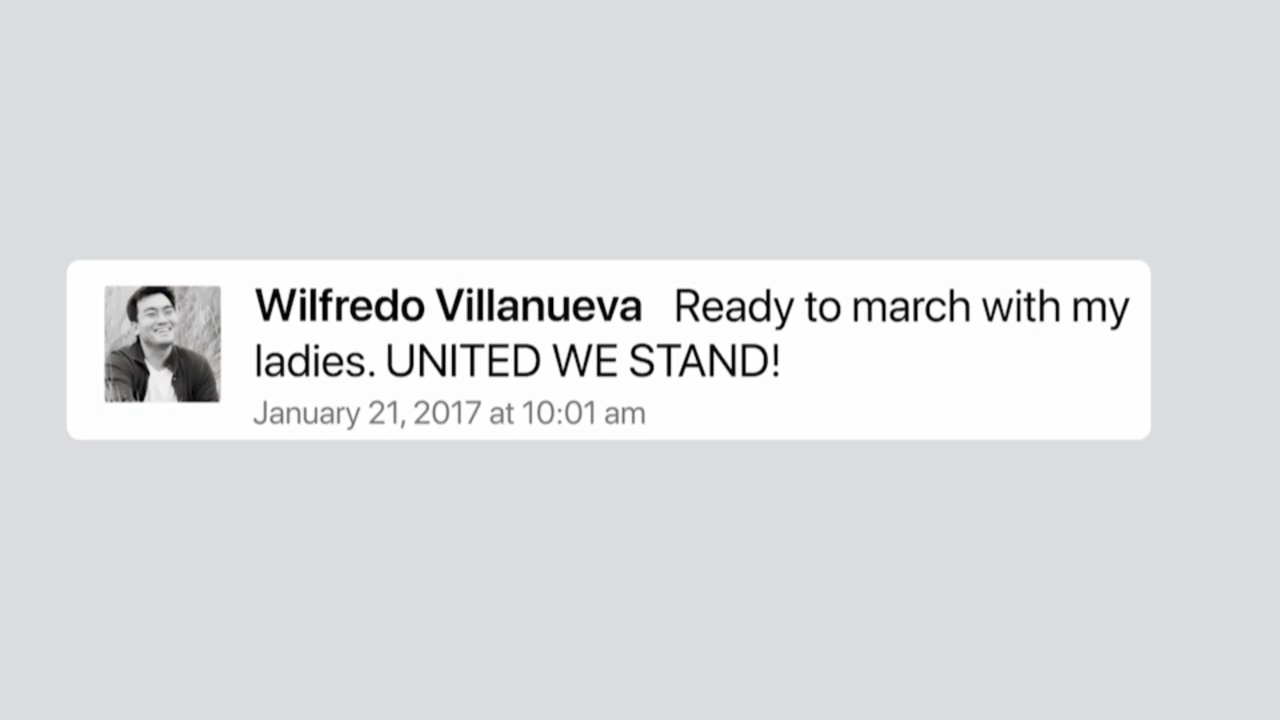 Wilfredo Villanueva Ready to march with my
ladies. UNITED WE STAND!
January 21, 2017 at 10:01 am